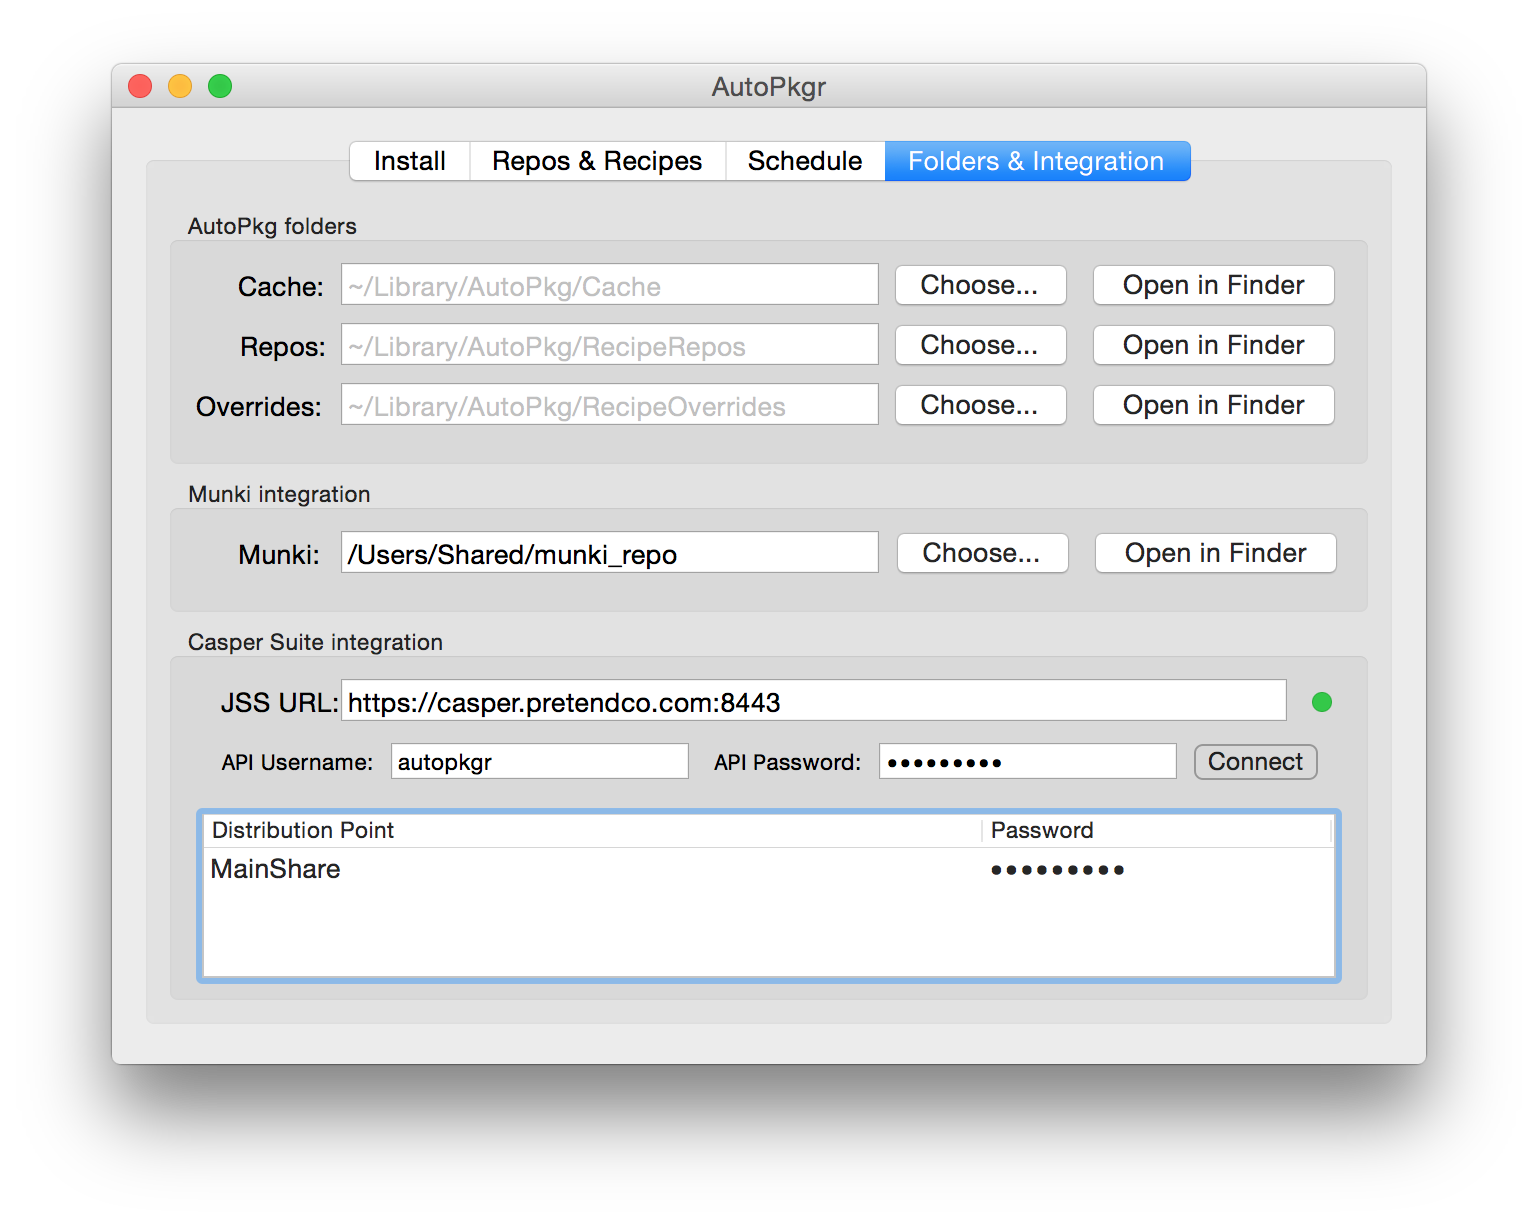 AutoPkgr
Install Repos & Recipes Schedule Folders & Integration
AutoPkg folders
Cache: ~/Library/AutoPkg/Cache Choose... Open in Finder
Repos: ~/Library/AutoPkg/RecipeRepos Choose... Open in Finder
Overrides: ~/Library/AutoPkg/RecipeOverrides Choose... Open in Finder
Munki integration
Munki: /Users/Shared/munki_repo Choose... Open in Finder
Casper Suite integration
JSS URL: https://casper.pretendco.com:8443
API Username: autopkgr API Password: ••••••••• Connect
Distribution Point Password
MainShare •••••••••